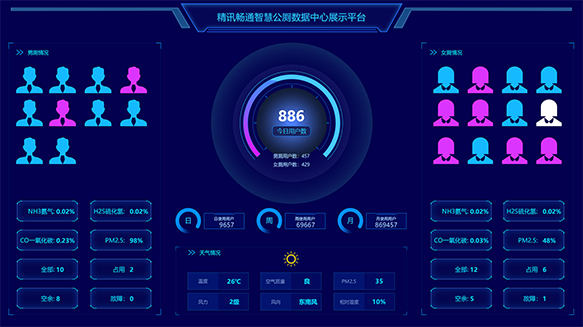 精讯畅通智慧公厕数据中心展示平台
男厕情况
NH3氨气: 0.02%
H2S硫化氢: 0.02%
CO一氧化碳: 0.23%
PM2.5: 98%
全部: 10
占用: 2
空余: 8
故障: 0
886
今日用户数
男厕用户数: 457
女厕用户数: 429
日
日使用用户
9657
周
周使用用户
69667
月
月使用用户
869457
天气情况
温度
26℃
空气质量
良
PM2.5
35
风力
2级
风向
东南风
相对湿度
10%
女厕情况
NH3氨气: 0.02%
H2S硫化氢: 0.02%
CO一氧化碳: 0.03%
PM2.5: 48%
全部: 12
占用: 6
空余: 5
故障: 1